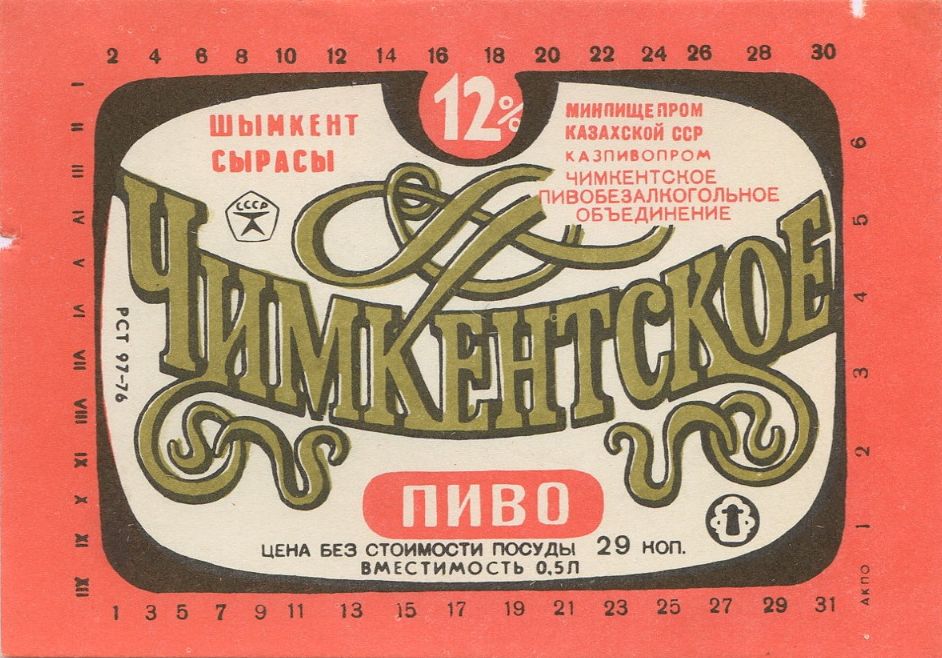 2 4 6 8 10 12 14 16 18 20 22 24 26 28 30
12%
ШЫМКЕНТ
СЫРАСЫ
СССР
МИНПИЩЕПРОМ
КАЗАХСКОЙ ССР
КАЗПИВОПРОМ
ЧИМКЕНТСКОЕ
ПИВОБЕЗАЛКОГОЛЬНОЕ
ОБЪЕДИНЕНИЕ
I II III IV V VI VII VIII IX X XI XII
РСТ 97-76
ЧИМКЕНТСКОЕ
6 5 4 3 2 1
ПИВО
ЦЕНА БЕЗ СТОИМОСТИ ПОСУДЫ 29 КОП.
ВМЕСТИМОСТЬ 0,5Л
АКПО
1 3 5 7 9 11 13 15 17 19 21 23 25 27 29 31